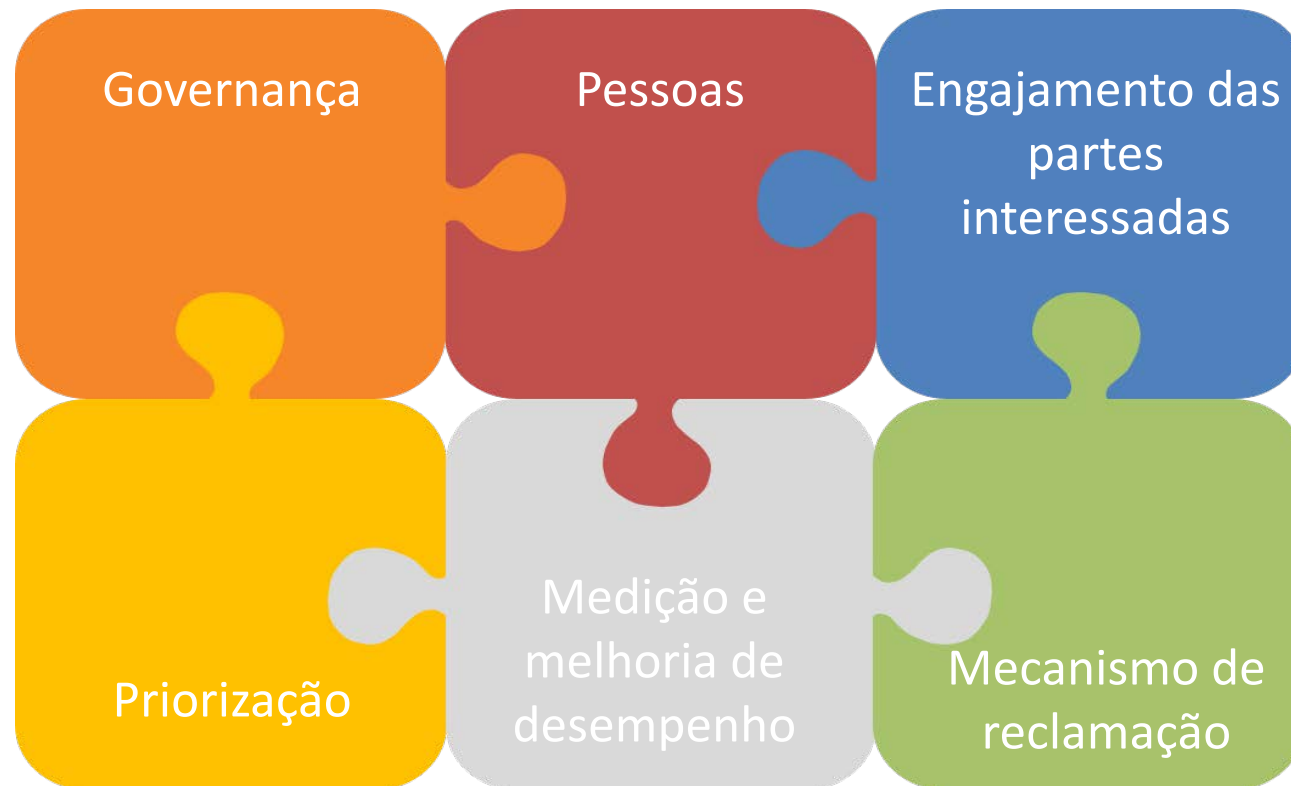 Governança
Pessoas
Engajamento das
partes
interessadas
Priorização
Medição e
melhoria de
desempenho
Mecanismo de
reclamação